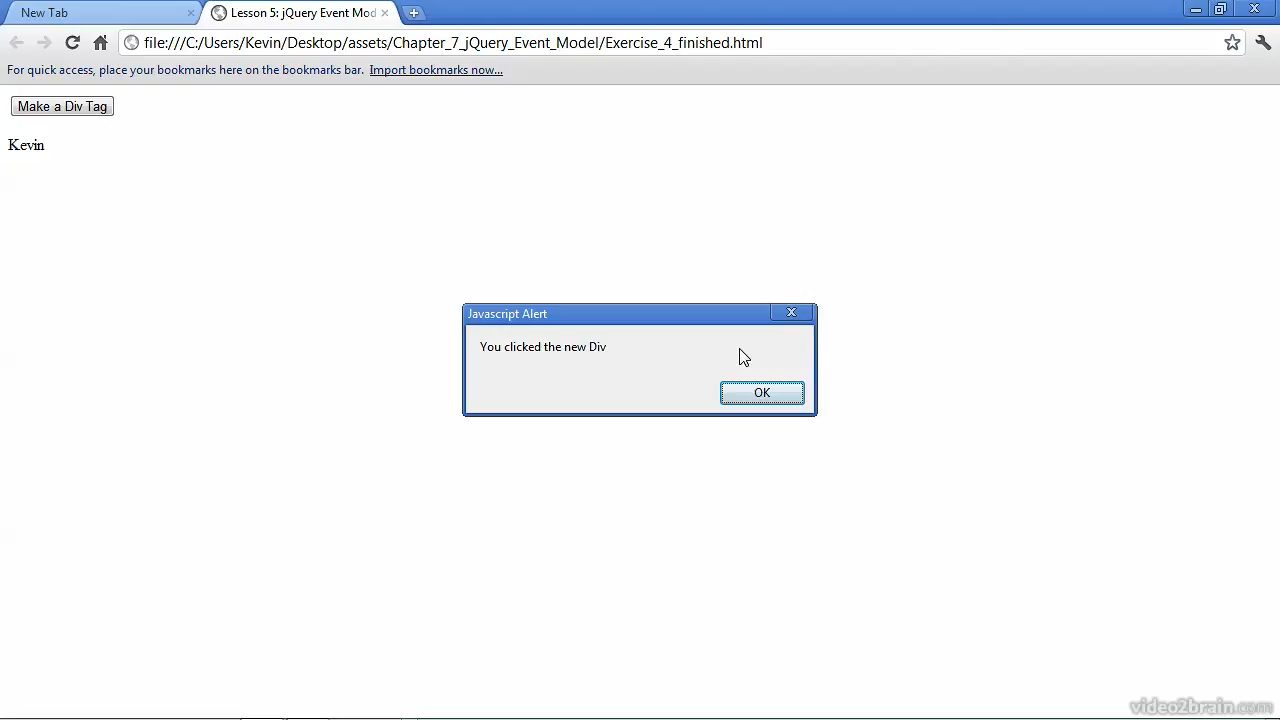 New Tab
Lesson 5: jQuery Event Mod
file:///C:/Users/Kevin/Desktop/assets/Chapter_7_jQuery_Event_Model/Exercise_4_finished.html
For quick access, place your bookmarks here on the bookmarks bar. Import bookmarks now...
Make a Div Tag
Kevin
Javascript Alert
You clicked the new Div
OK
video2brain.com